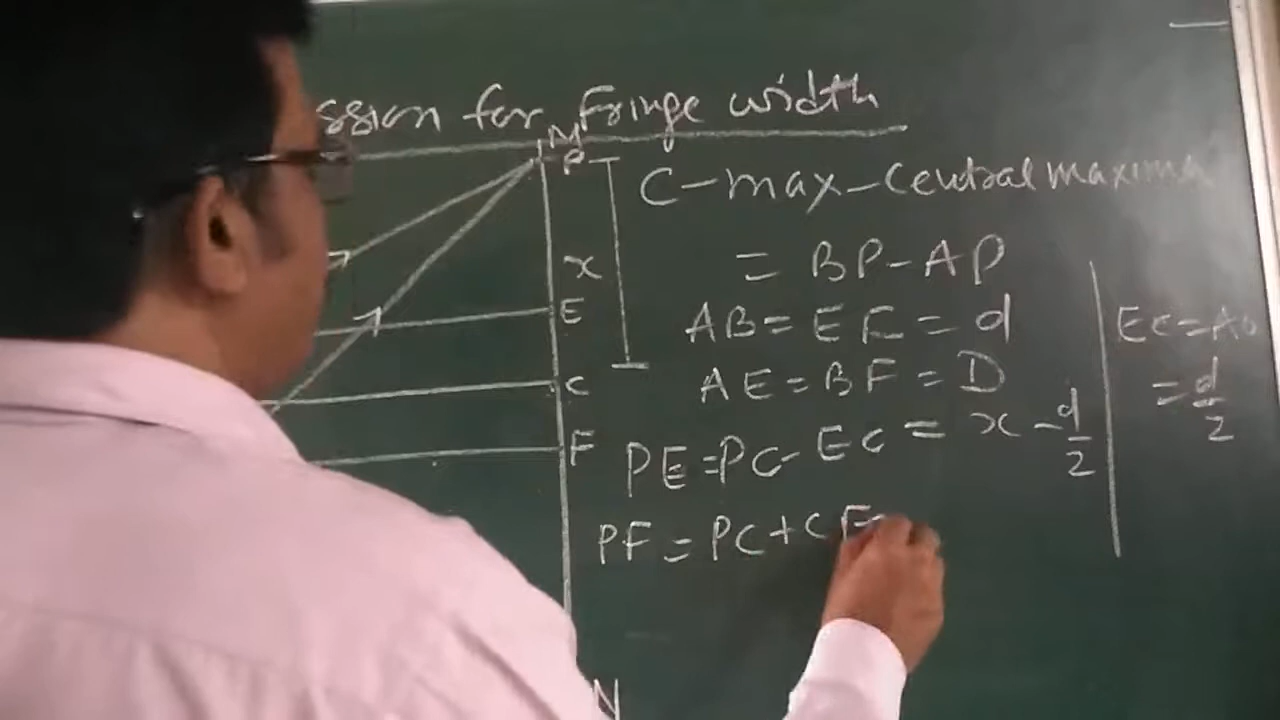 ssion for Fringe width
M
P
C - max - Central maxima
x
= BP - AP
E
AB = EF = d
EC = AO
C
AE = BF = D
= d/2
F
PE = PC - EC = x - d/2
PF = PC + CF
N